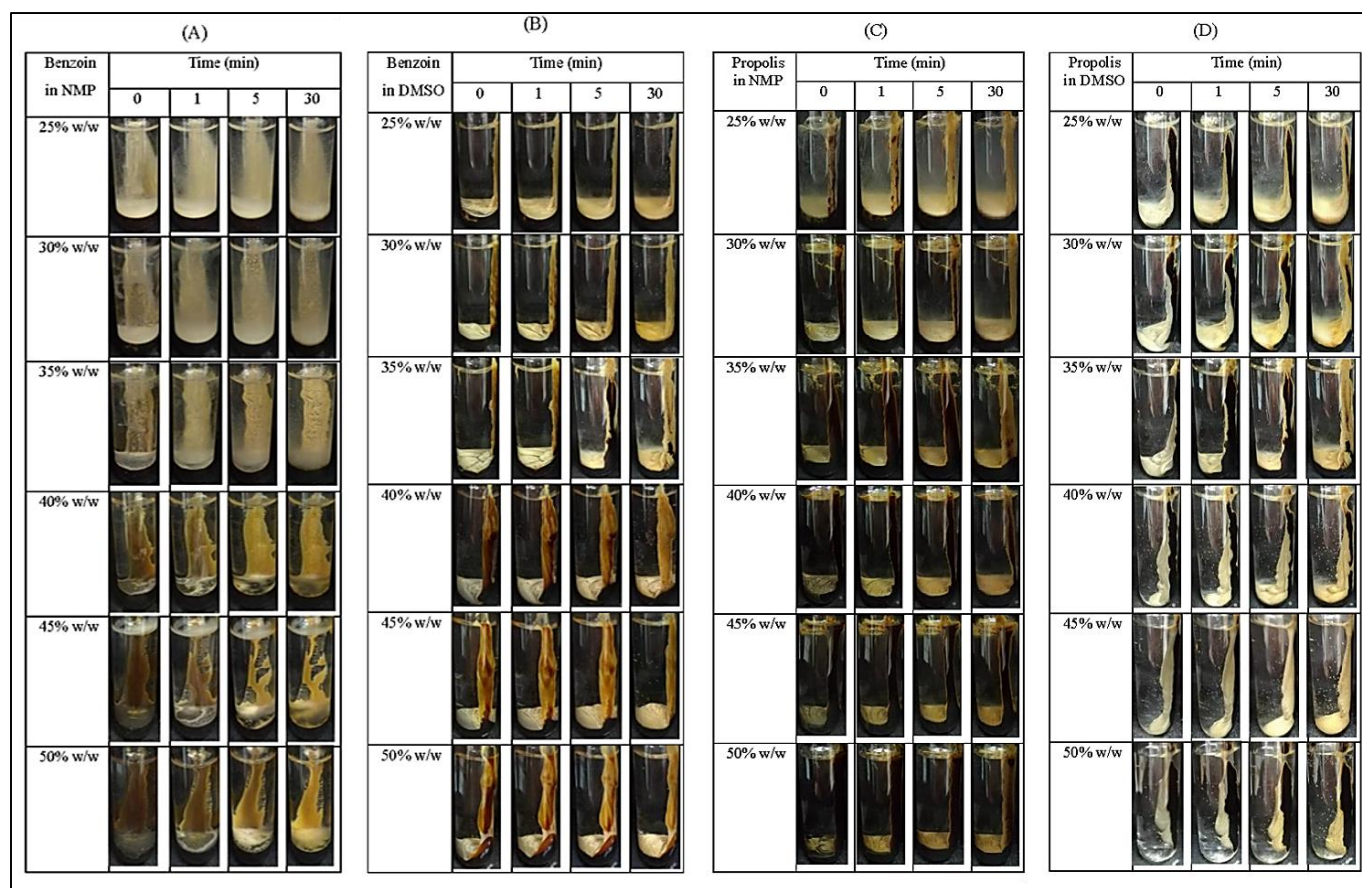 (A)
Benzoin in NMP
Time (min)
0 1 5 30
25% w/w
30% w/w
35% w/w
40% w/w
45% w/w
50% w/w
(B)
Benzoin in DMSO
Time (min)
0 1 5 30
25% w/w
30% w/w
35% w/w
40% w/w
45% w/w
50% w/w
(C)
Propolis in NMP
Time (min)
0 1 5 30
25% w/w
30% w/w
35% w/w
40% w/w
45% w/w
50% w/w
(D)
Propolis in DMSO
Time (min)
0 1 5 30
25% w/w
30% w/w
35% w/w
40% w/w
45% w/w
50% w/w